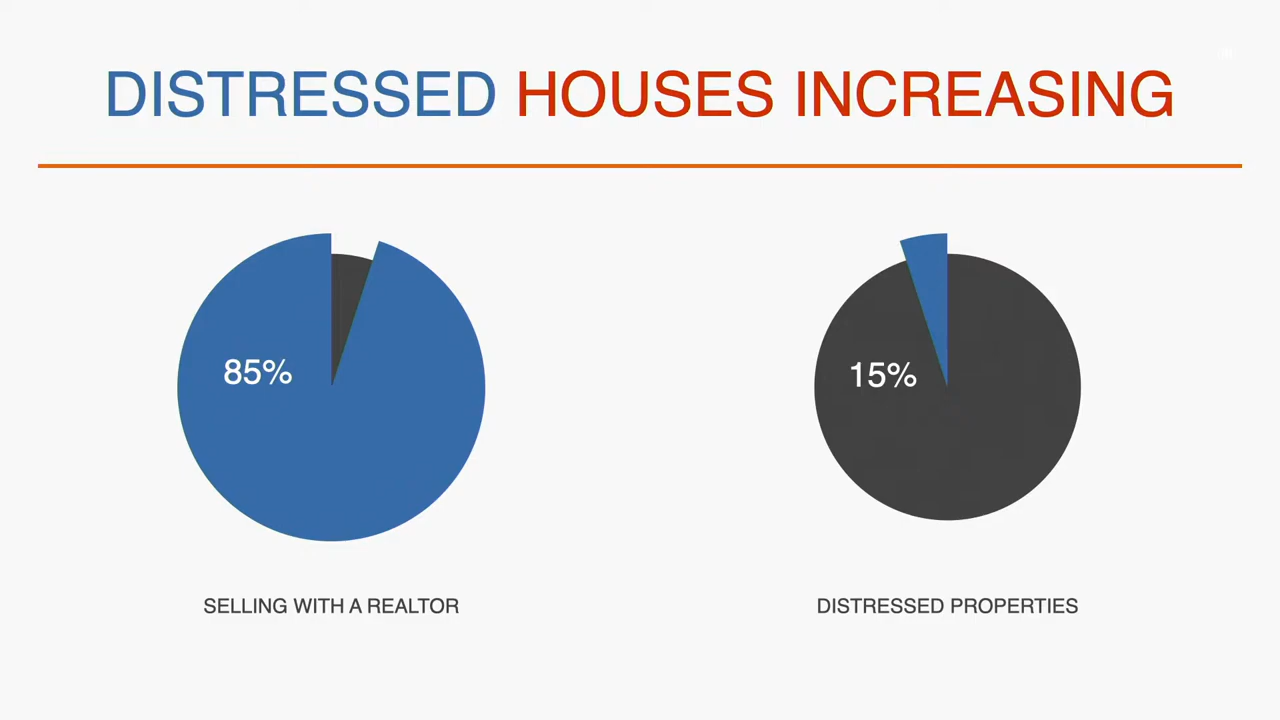 DISTRESSED HOUSES INCREASING
85%
15%
SELLING WITH A REALTOR
DISTRESSED PROPERTIES